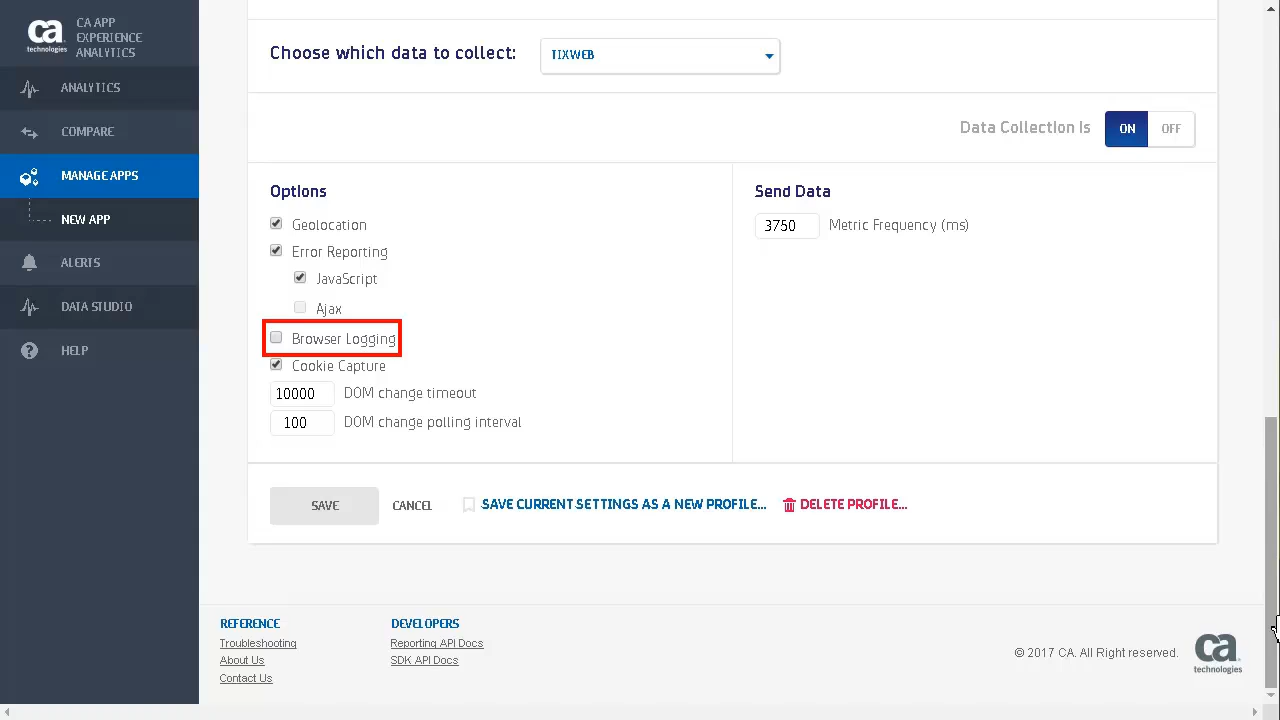 ca
technologies
CA APP
EXPERIENCE
ANALYTICS
ANALYTICS
COMPARE
MANAGE APPS
NEW APP
ALERTS
DATA STUDIO
HELP
Choose which data to collect:
TIXWEB
Data Collection is
ON
OFF
Options
Geolocation
Error Reporting
JavaScript
Ajax
Browser Logging
Cookie Capture
10000 DOM change timeout
100 DOM change polling interval
Send Data
3750 Metric Frequency (ms)
SAVE
CANCEL
SAVE CURRENT SETTINGS AS A NEW PROFILE...
DELETE PROFILE...
REFERENCE
Troubleshooting
About Us
Contact Us
DEVELOPERS
Reporting API Docs
SDK API Docs
© 2017 CA. All Right reserved.
ca
technologies